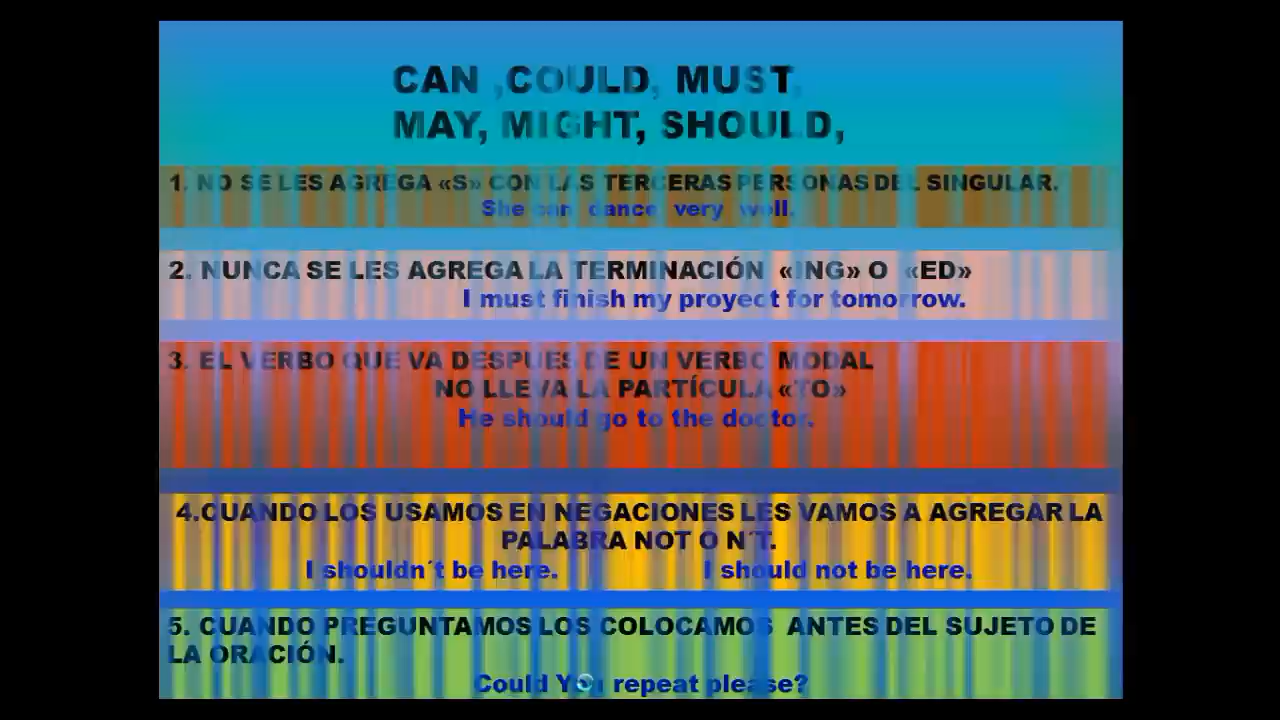 CAN ,COULD, MUST,
MAY, MIGHT, SHOULD,
1. NO SE LES AGREGA «S» CON LAS TERCERAS PERSONAS DEL SINGULAR.
She can dance very well.
2. NUNCA SE LES AGREGA LA TERMINACIÓN «ING» O «ED»
I must finish my proyect for tomorrow.
3. EL VERBO QUE VA DESPUES DE UN VERBO MODAL
NO LLEVA LA PARTÍCULA «TO»
He should go to the doctor.
4.CUANDO LOS USAMOS EN NEGACIONES LES VAMOS A AGREGAR LA
PALABRA NOT O N´T.
I shouldn´t be here. I should not be here.
5. CUANDO PREGUNTAMOS LOS COLOCAMOS ANTES DEL SUJETO DE
LA ORACIÓN.
Could You repeat please?